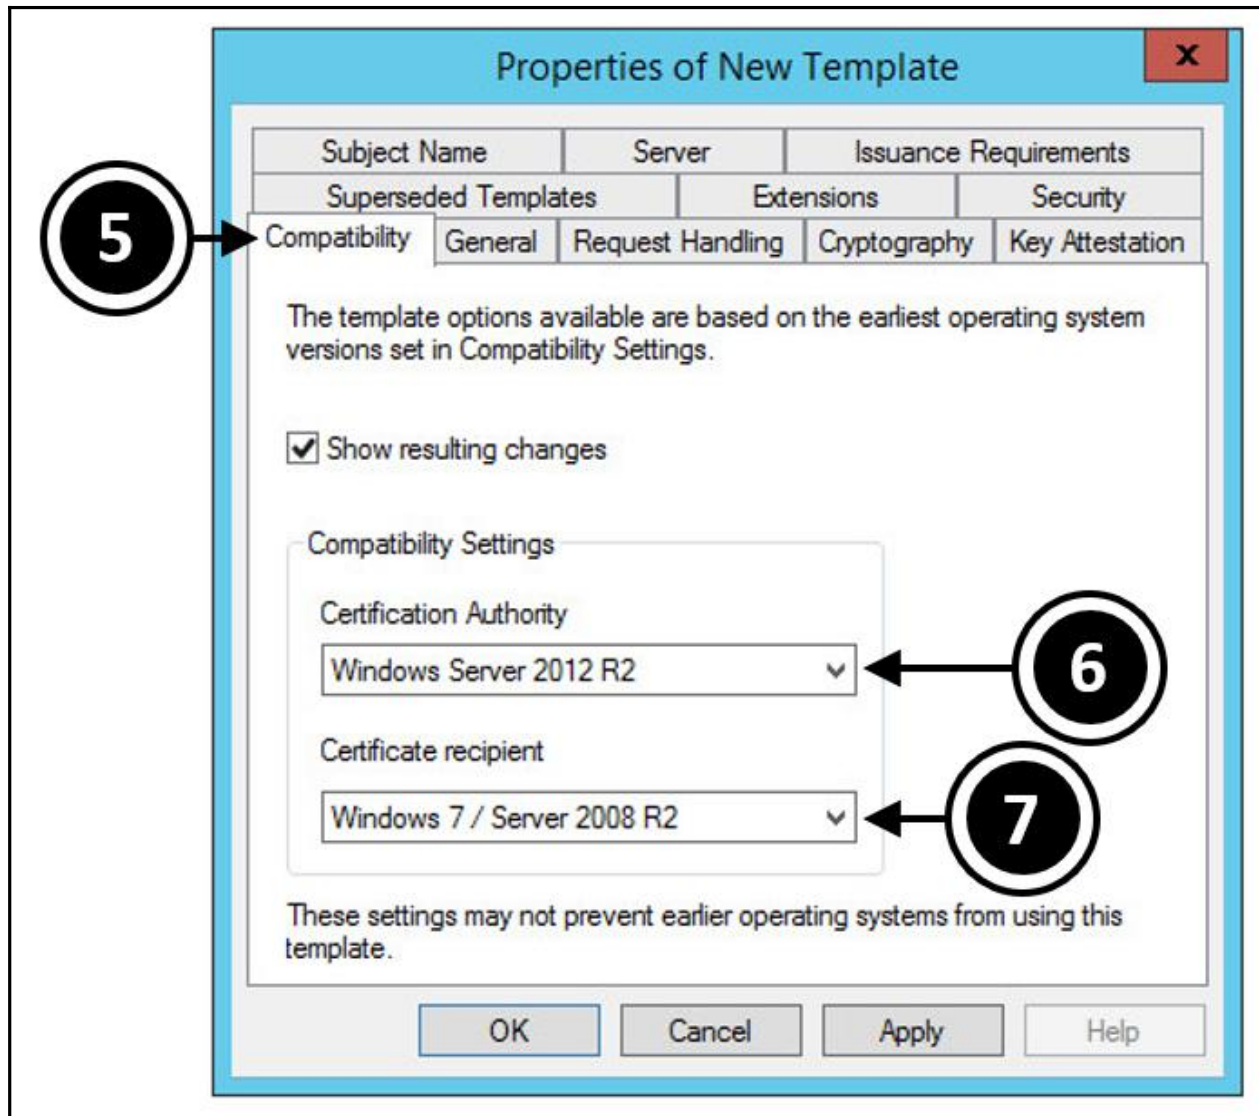 Properties of New Template
x
Subject Name Server Issuance Requirements
Superseded Templates Extensions Security
5
Compatibility General Request Handling Cryptography Key Attestation
The template options available are based on the earliest operating system
versions set in Compatibility Settings.
Show resulting changes
Compatibility Settings
Certification Authority
Windows Server 2012 R2
6
Certificate recipient
Windows 7 / Server 2008 R2
7
These settings may not prevent earlier operating systems from using this
template.
OK Cancel Apply Help